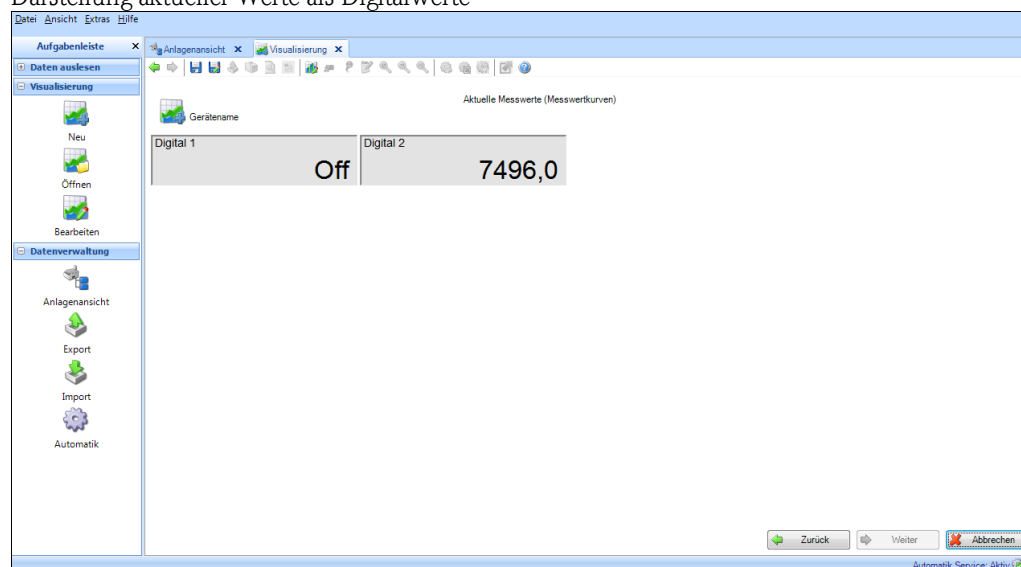 Darstellung aktueller Werte als Digitalwerte
Datei Ansicht Extras Hilfe
Aufgabenleiste
Anlagenansicht
Visualisierung
Daten auslesen
Visualisierung
Neu
Öffnen
Bearbeiten
Datenverwaltung
Anlagenansicht
Export
Import
Automatik
Aktuelle Messwerte (Messwertkurven)
Gerätename
Digital 1
Off
Digital 2
7496,0
Zurück
Weiter
Abbrechen
Automatik Service: Aktiv